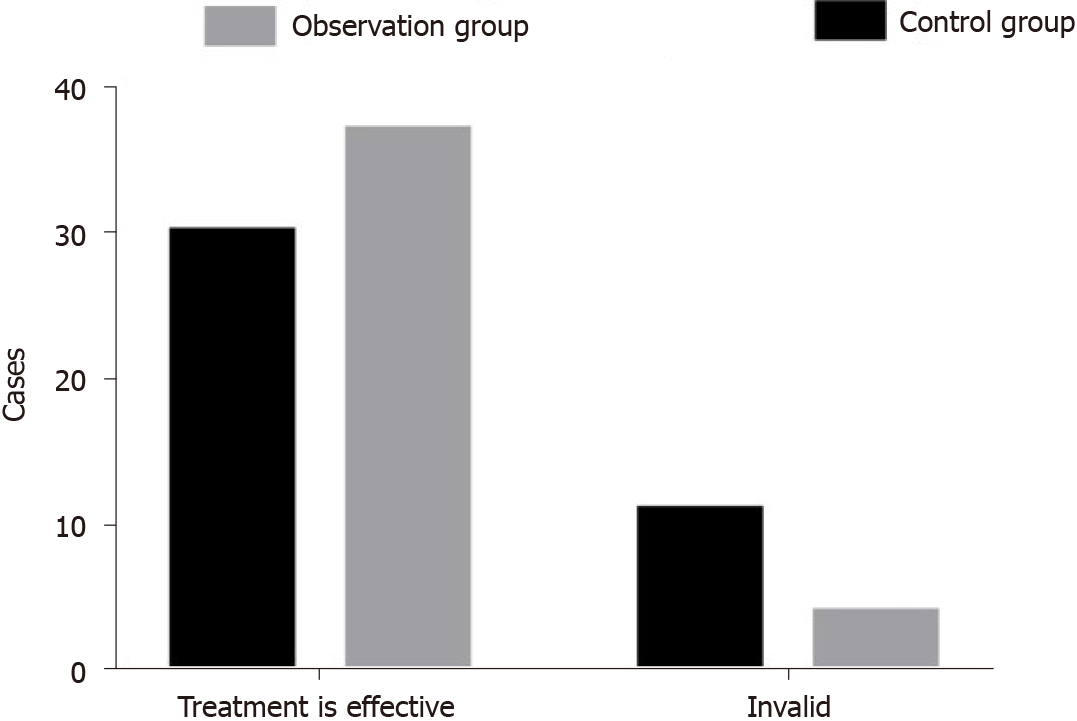 Observation group
Control group
40
30
20
10
0
Cases
Treatment is effective
Invalid